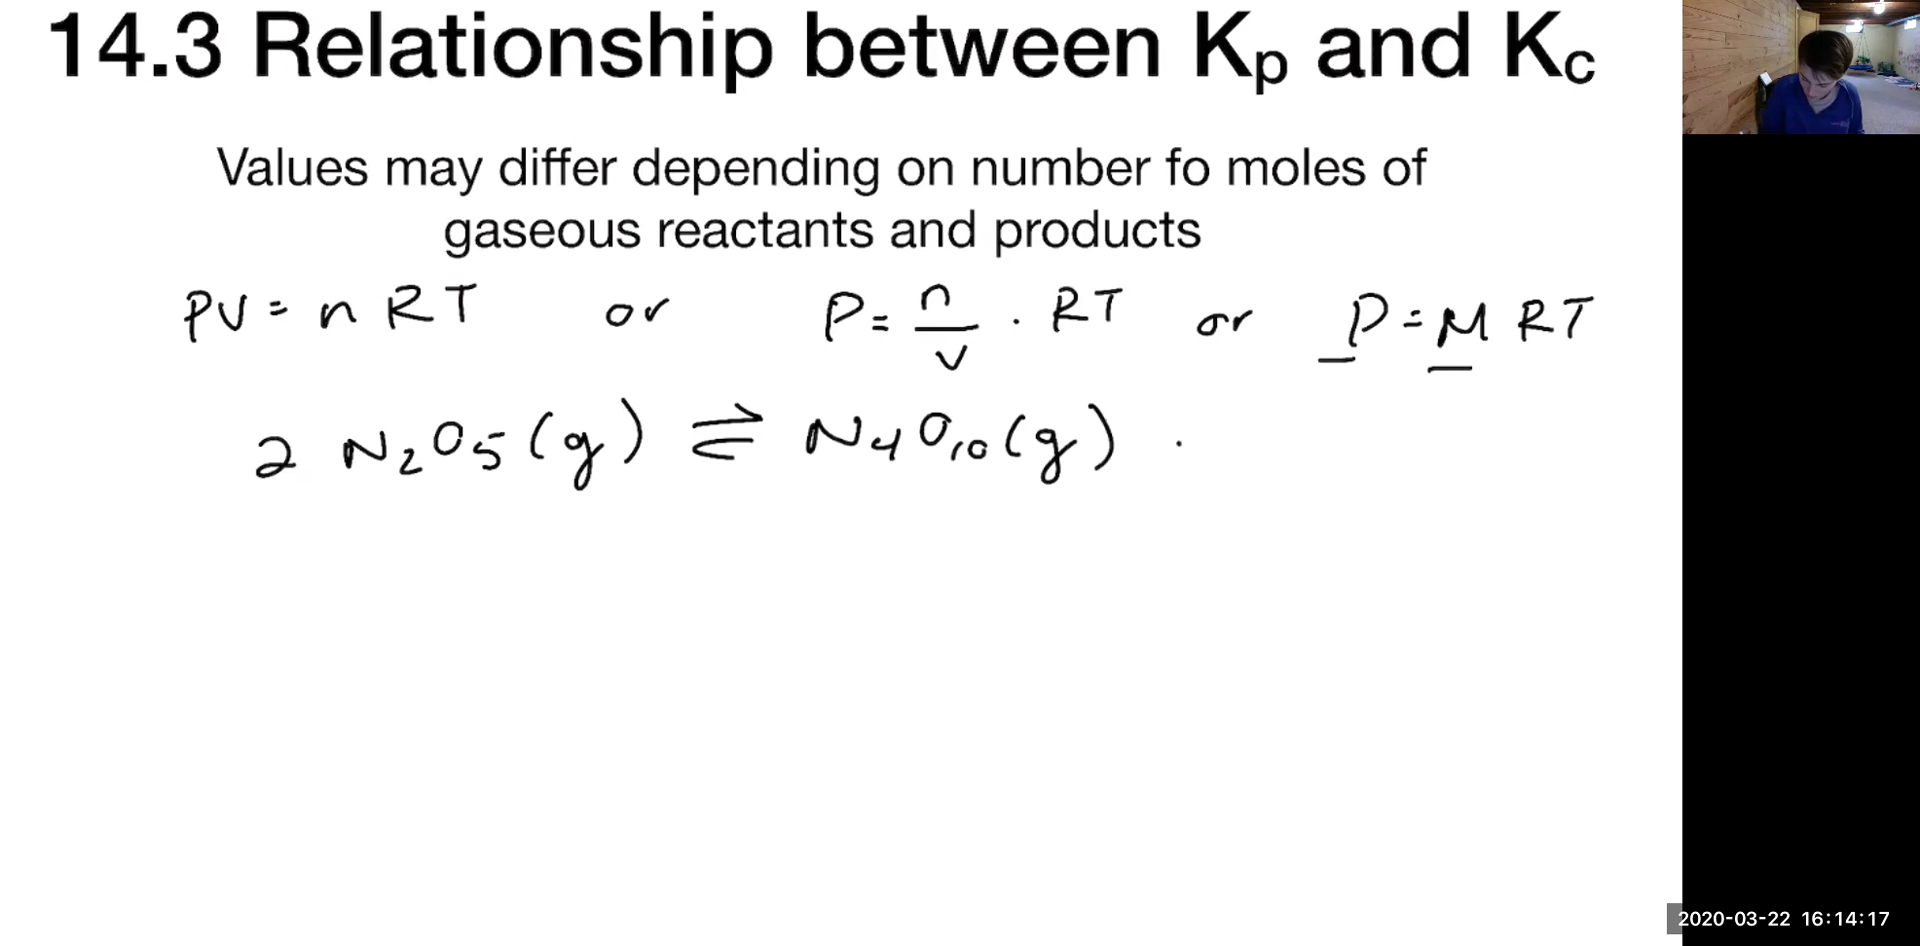 14.3 Relationship between Kp and Kc
Values may differ depending on number fo moles of
gaseous reactants and products
PV = nRT or P = n/V · RT or P = MRT
2 N₂O₅(g) ⇌ N₄O₁₀(g) .
2020-03-22 16:14:17